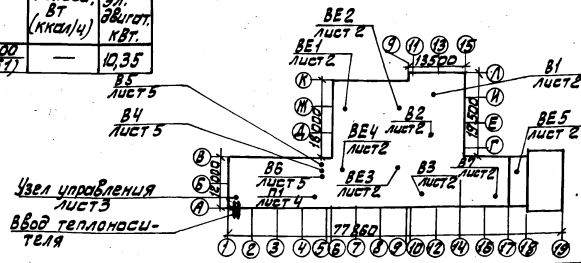 Вт
(ккал/ч)
эл.
двигат.
кВт.
—
10,35
ВЕ2
лист 2
ВЕ1
лист 2
9
11
13
15
13500
В1
лист 2
В5
лист 5
К
Л
Ж
И
18000
В2
лист 2
19500
В4
лист 5
Д
Е
ВЕ4
лист 2
ВЕ5
лист 2
Г
В
В6
лист 5
ВЕ3
лист 2
В3
лист 2
В7
лист 2
12000
Б
Узел управления
лист 3
П1
лист 4
А
Ввод теплоноси-
теля
77860
1
2
3
4
5
6
7
8
9
10
12
14
16
17
18
19